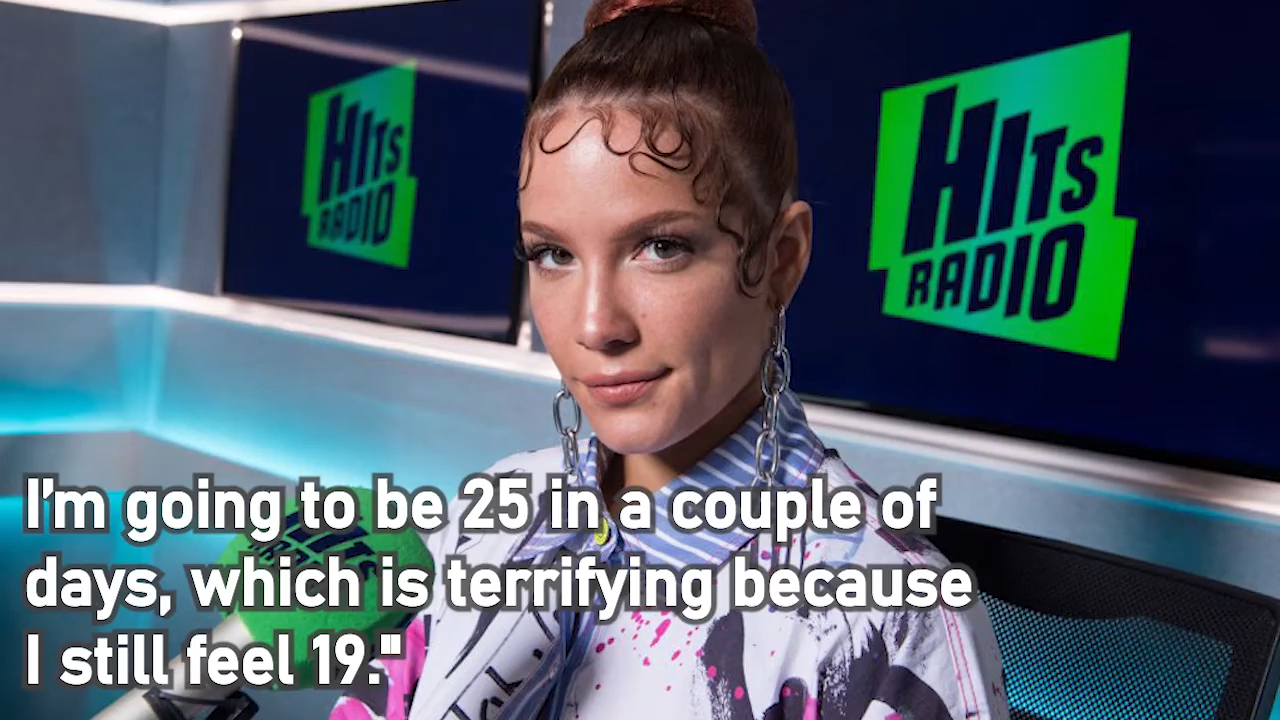 HITS
RADIO
HITS
RADIO
I'm going to be 25 in a couple of
days, which is terrifying because
I still feel 19."